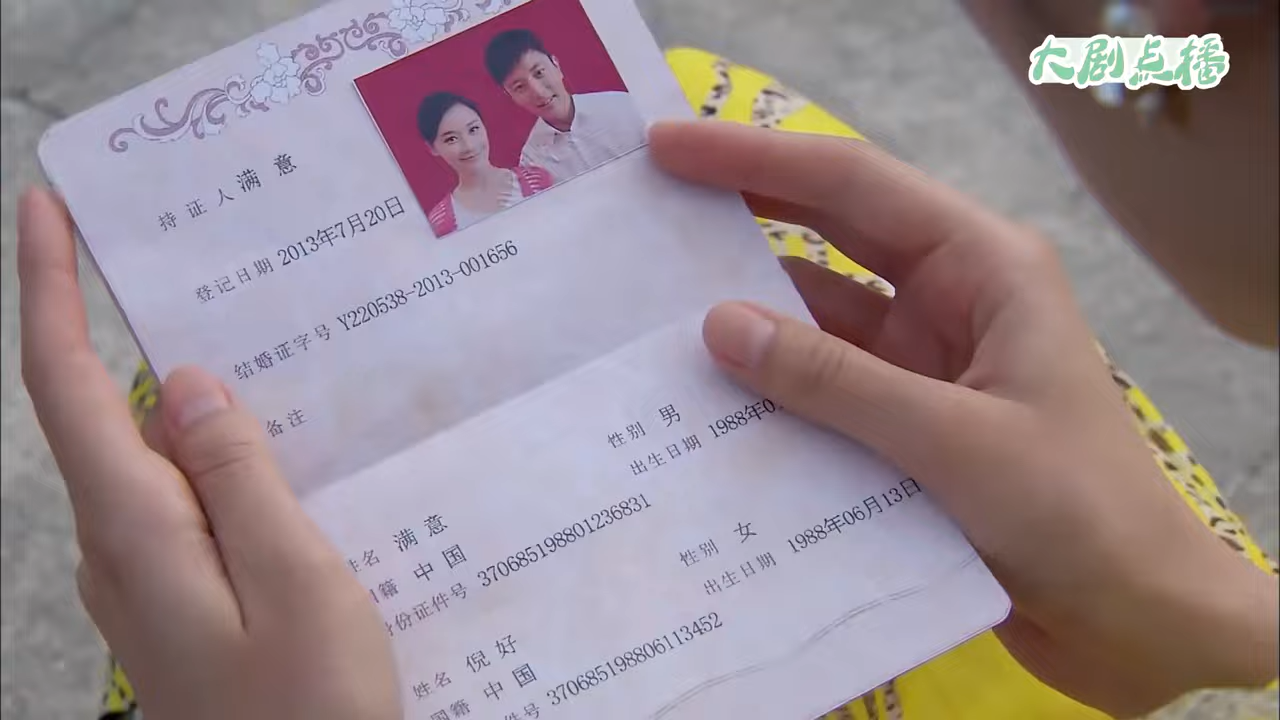 大剧点播
持证人 满意
登记日期 2013年7月20日
结婚证字号 Y220538-2013-001656
备注
姓名 满意 性别 男
国籍 中国 出生日期 1988年0
身份证件号 370685198801236831
姓名 倪好 性别 女
国籍 中国 出生日期 1988年06月13日
件号 370685198806113452